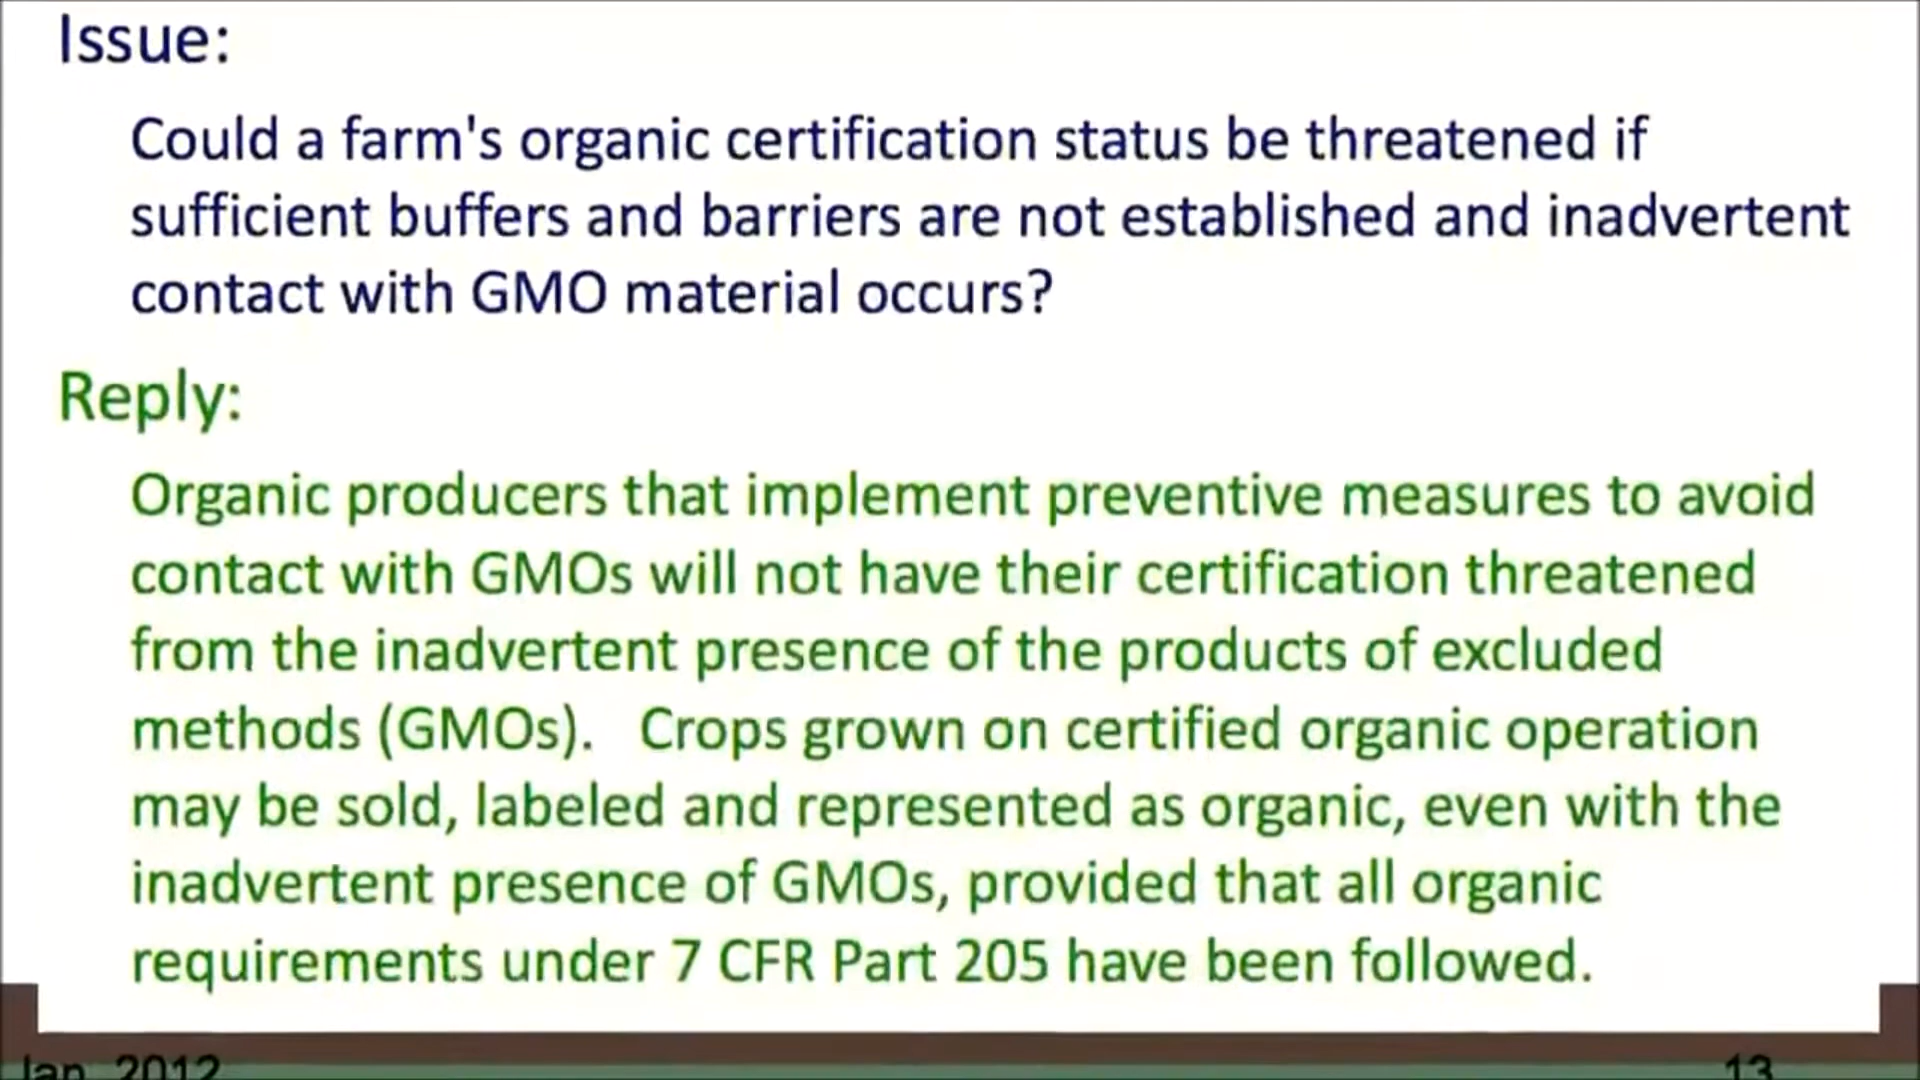 Issue:
Could a farm's organic certification status be threatened if
sufficient buffers and barriers are not established and inadvertent
contact with GMO material occurs?
Reply:
Organic producers that implement preventive measures to avoid
contact with GMOs will not have their certification threatened
from the inadvertent presence of the products of excluded
methods (GMOs).   Crops grown on certified organic operation
may be sold, labeled and represented as organic, even with the
inadvertent presence of GMOs, provided that all organic
requirements under 7 CFR Part 205 have been followed.
Jan. 2012
13